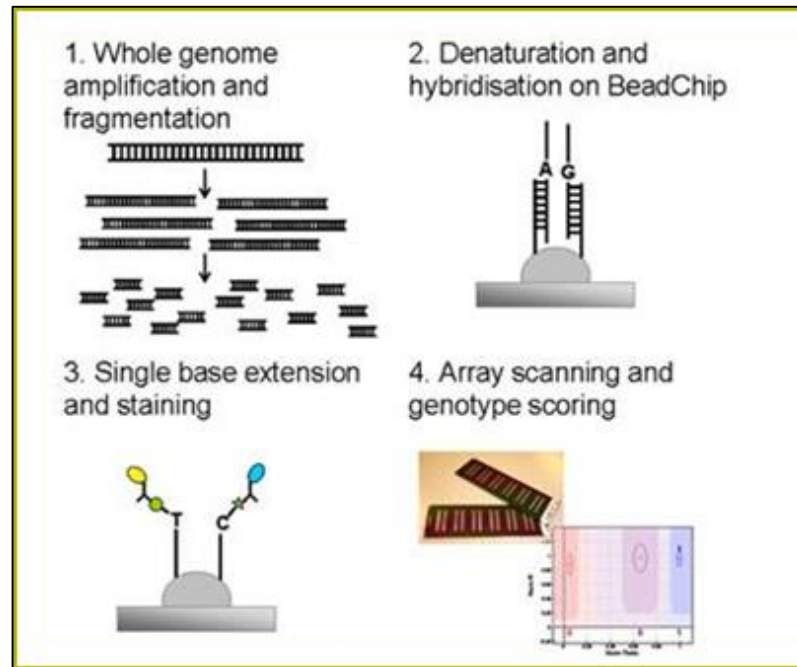 1. Whole genome
amplification and
fragmentation
2. Denaturation and
hybridisation on BeadChip
A G
3. Single base extension
and staining
T C
4. Array scanning and
genotype scoring